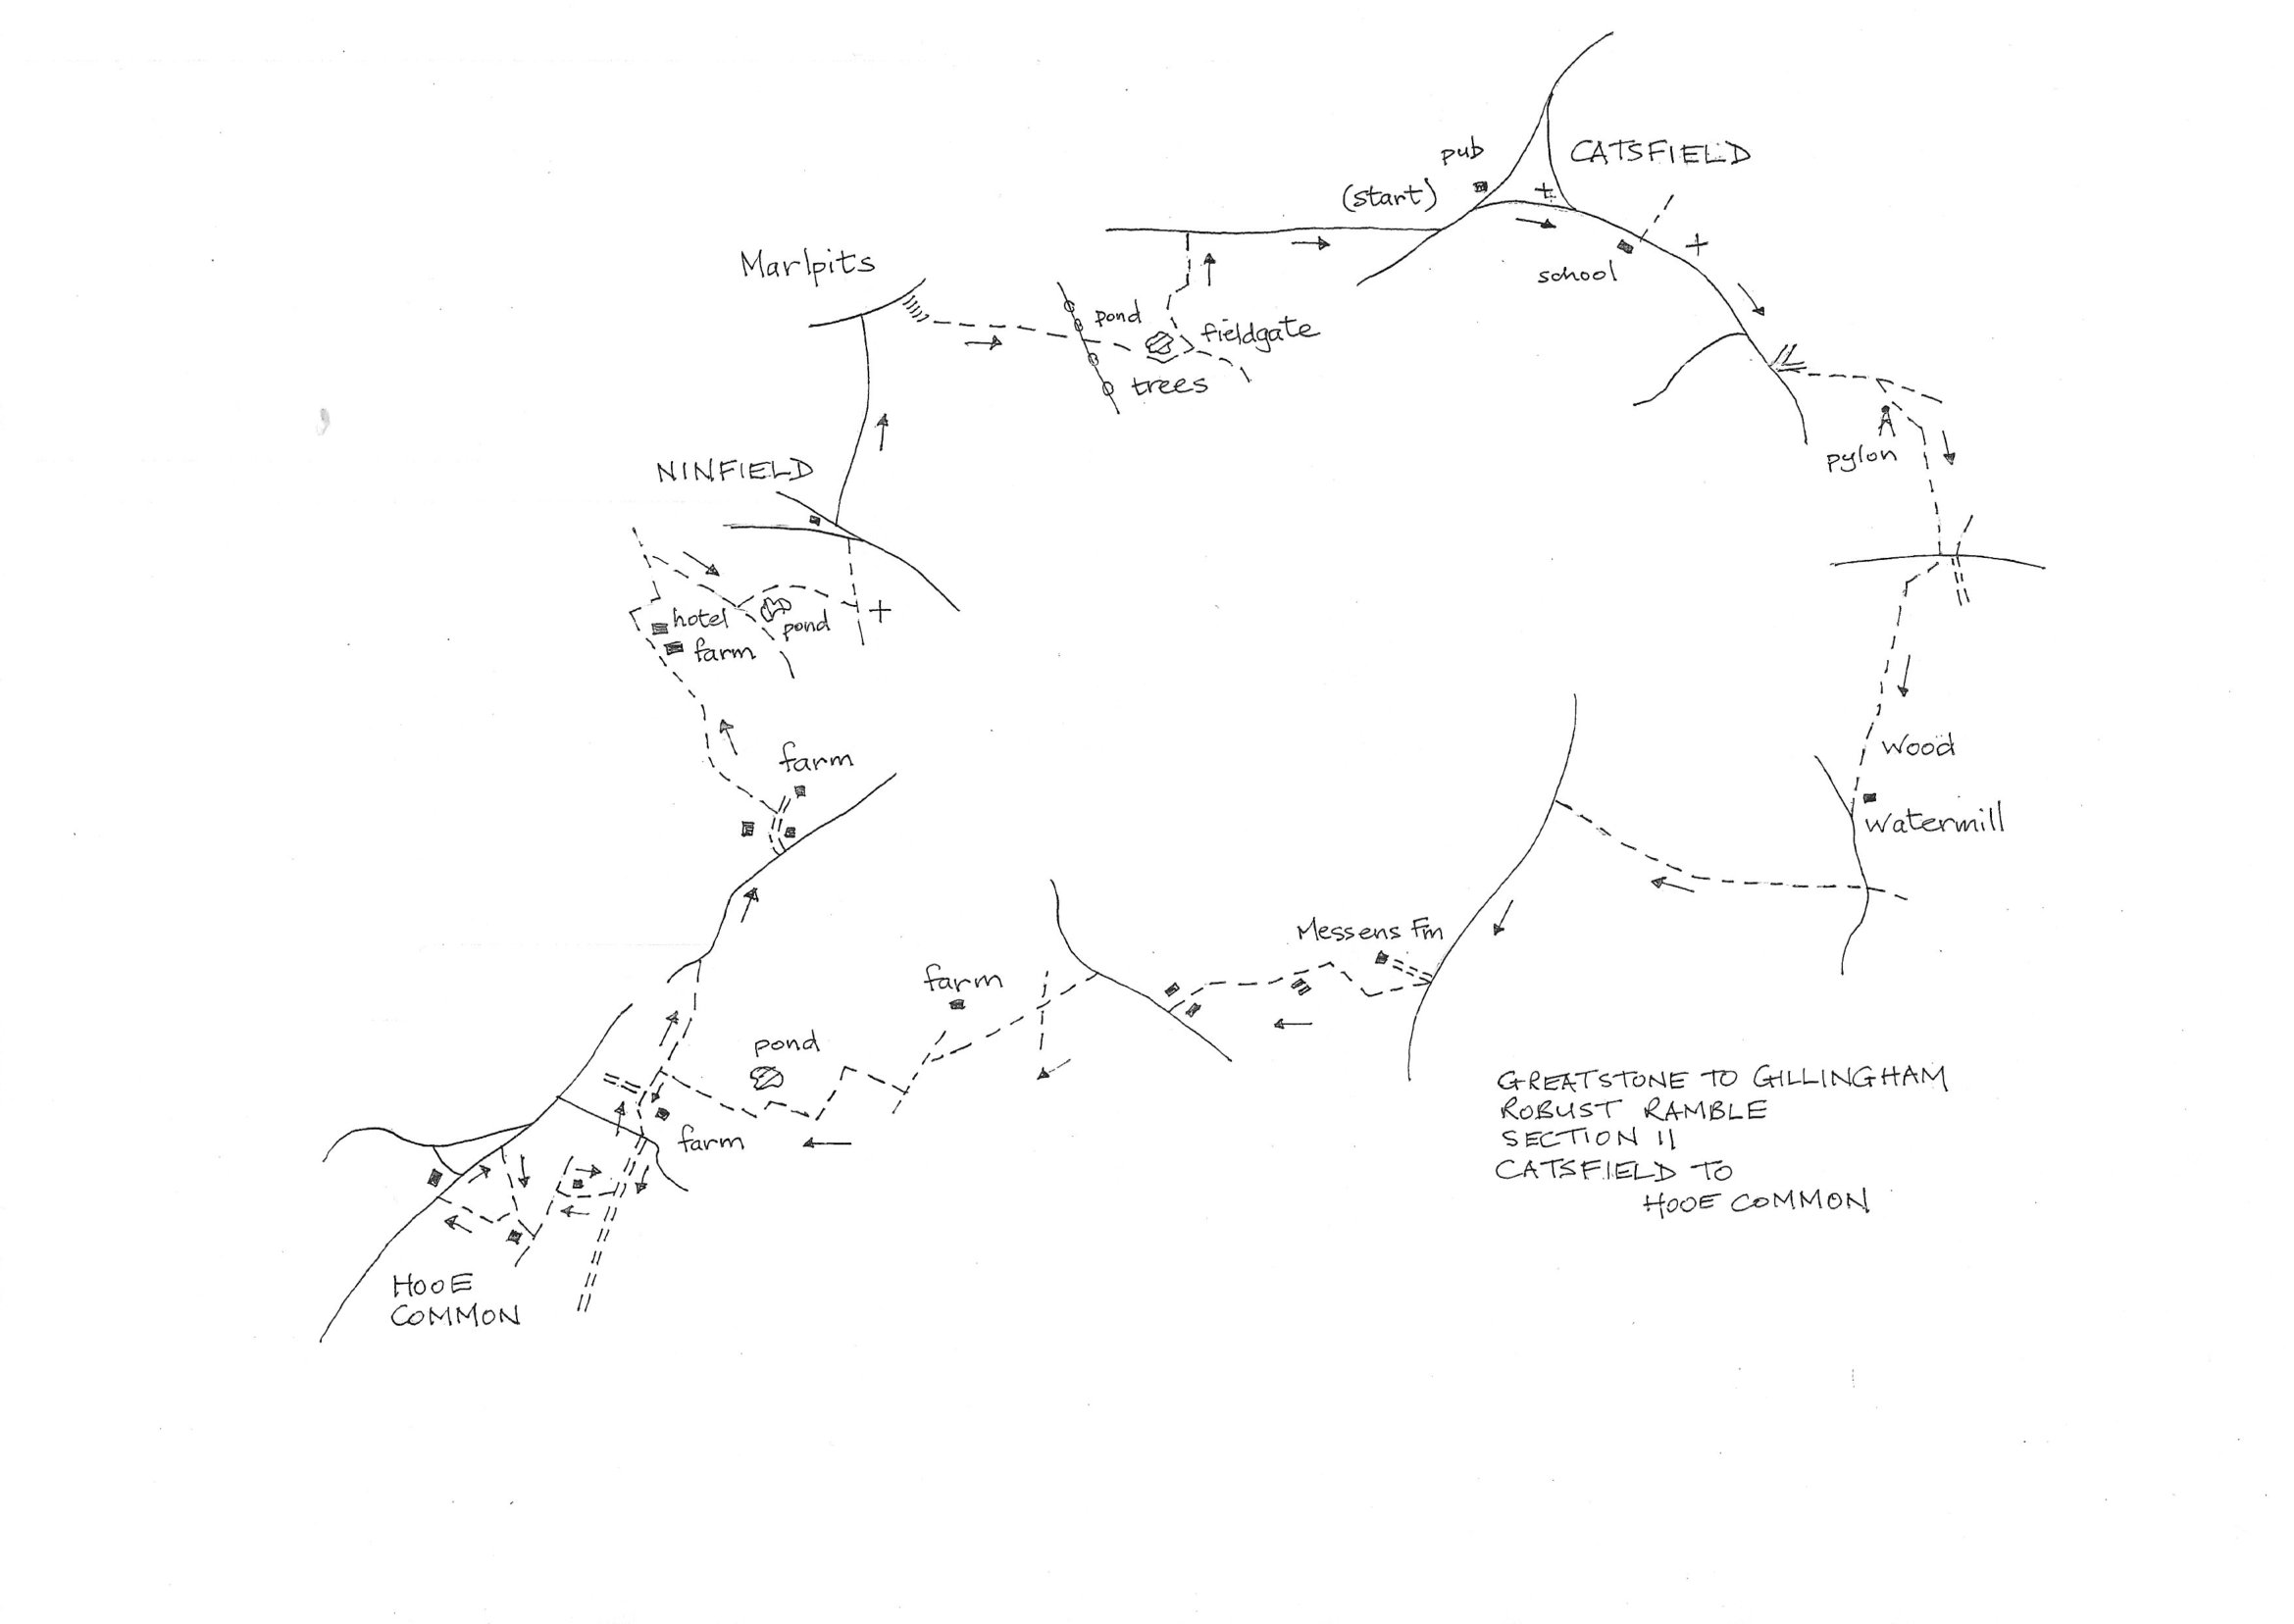 pub
CATSFIELD
(start)
school
Marlpits
pond
fieldgate
trees
pylon
NINFIELD
hotel
pond
farm
wood
watermill
farm
Messens Fm
farm
pond
farm
HOOE
COMMON
GREATSTONE TO GILLINGHAM
ROBUST RAMBLE
SECTION 11
CATSFIELD TO
HOOE COMMON